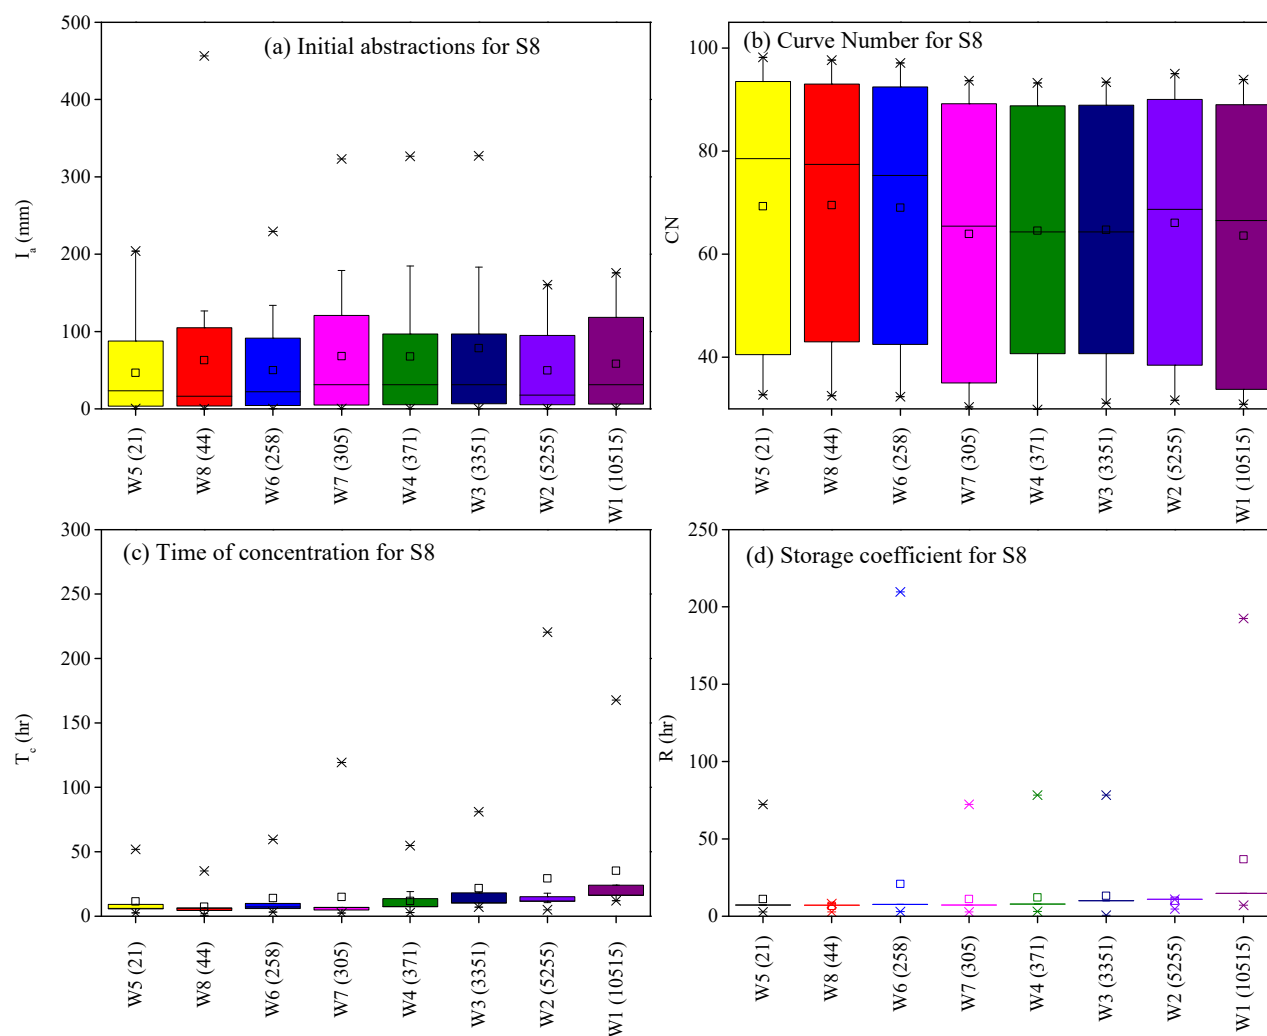 (a) Initial abstractions for S8
500
400
300
200
100
0
I_a (mm)
W5 (21)
W8 (44)
W6 (258)
W7 (305)
W4 (371)
W3 (3351)
W2 (5255)
W1 (10515)
(b) Curve Number for S8
100
80
60
40
CN
W5 (21)
W8 (44)
W6 (258)
W7 (305)
W4 (371)
W3 (3351)
W2 (5255)
W1 (10515)
(c) Time of concentration for S8
300
250
200
150
100
50
0
T_c (hr)
W5 (21)
W8 (44)
W6 (258)
W7 (305)
W4 (371)
W3 (3351)
W2 (5255)
W1 (10515)
(d) Storage coefficient for S8
250
200
150
100
50
0
R (hr)
W5 (21)
W8 (44)
W6 (258)
W7 (305)
W4 (371)
W3 (3351)
W2 (5255)
W1 (10515)